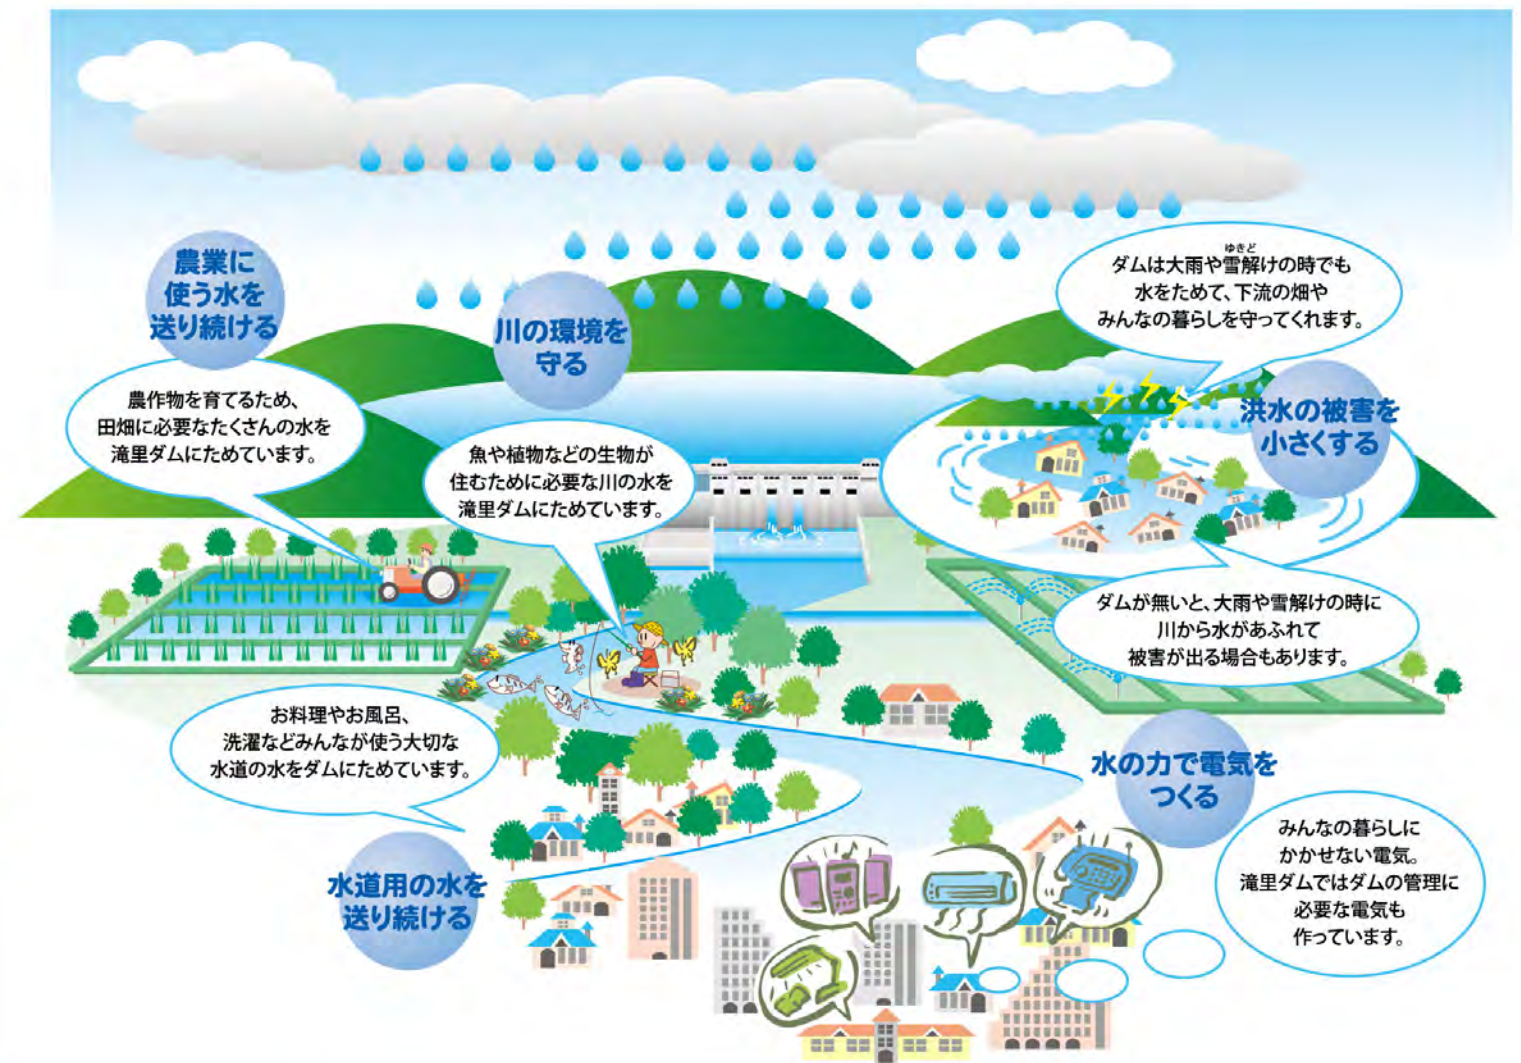 農業に
使う水を
送り続ける
農作物を育てるため、
田畑に必要なたくさんの水を
滝里ダムにためています。
川の環境を
守る
魚や植物などの生物が
住むために必要な川の水を
滝里ダムにためています。
ゆきど
ダムは大雨や雪解けの時でも
水をためて、下流の畑や
みんなの暮らしを守ってくれます。
洪水の被害を
小さくする
ダムが無いと、大雨や雪解けの時に
川から水があふれて
被害が出る場合もあります。
お料理やお風呂、
洗濯などみんなが使う大切な
水道の水をダムにためています。
水道用の水を
送り続ける
水の力で電気を
つくる
みんなの暮らしに
かかせない電気。
滝里ダムではダムの管理に
必要な電気も
作っています。